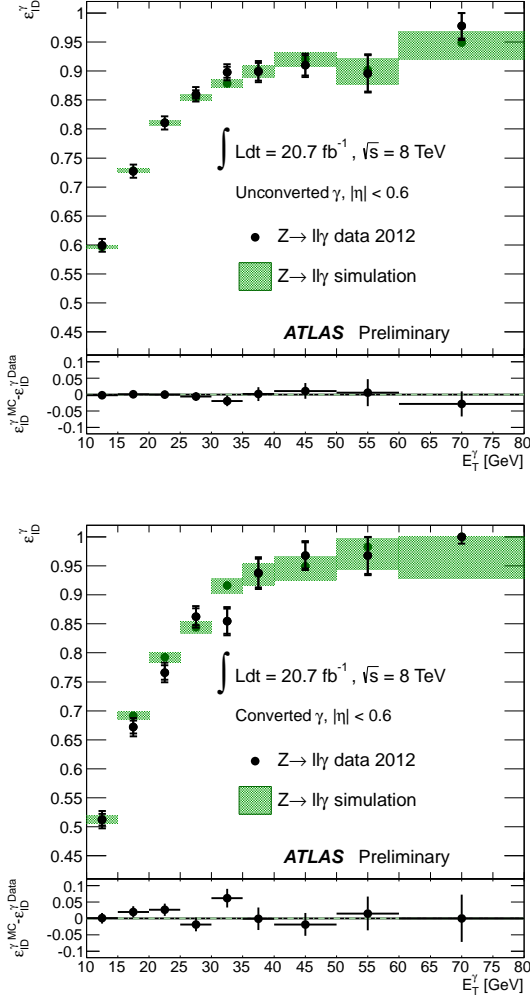 ε_ID^γ
1
0.95
0.9
0.85
0.8
0.75
0.7
0.65
0.6
0.55
0.5
0.45
∫ Ldt = 20.7 fb⁻¹ , √s = 8 TeV
Unconverted γ, |η| < 0.6
Z→ llγ data 2012
Z→ llγ simulation
ATLAS Preliminary
ε_ID^γ MC-ε_ID^γ Data
0.1
0.05
0
-0.05
-0.1
10 15 20 25 30 35 40 45 50 55 60 65 70 75 80
E_T^γ [GeV]
ε_ID^γ
1
0.95
0.9
0.85
0.8
0.75
0.7
0.65
0.6
0.55
0.5
0.45
∫ Ldt = 20.7 fb⁻¹ , √s = 8 TeV
Converted γ, |η| < 0.6
Z→ llγ data 2012
Z→ llγ simulation
ATLAS Preliminary
ε_ID^γ MC-ε_ID^γ Data
0.1
0.05
0
-0.05
-0.1
10 15 20 25 30 35 40 45 50 55 60 65 70 75 80
E_T^γ [GeV]